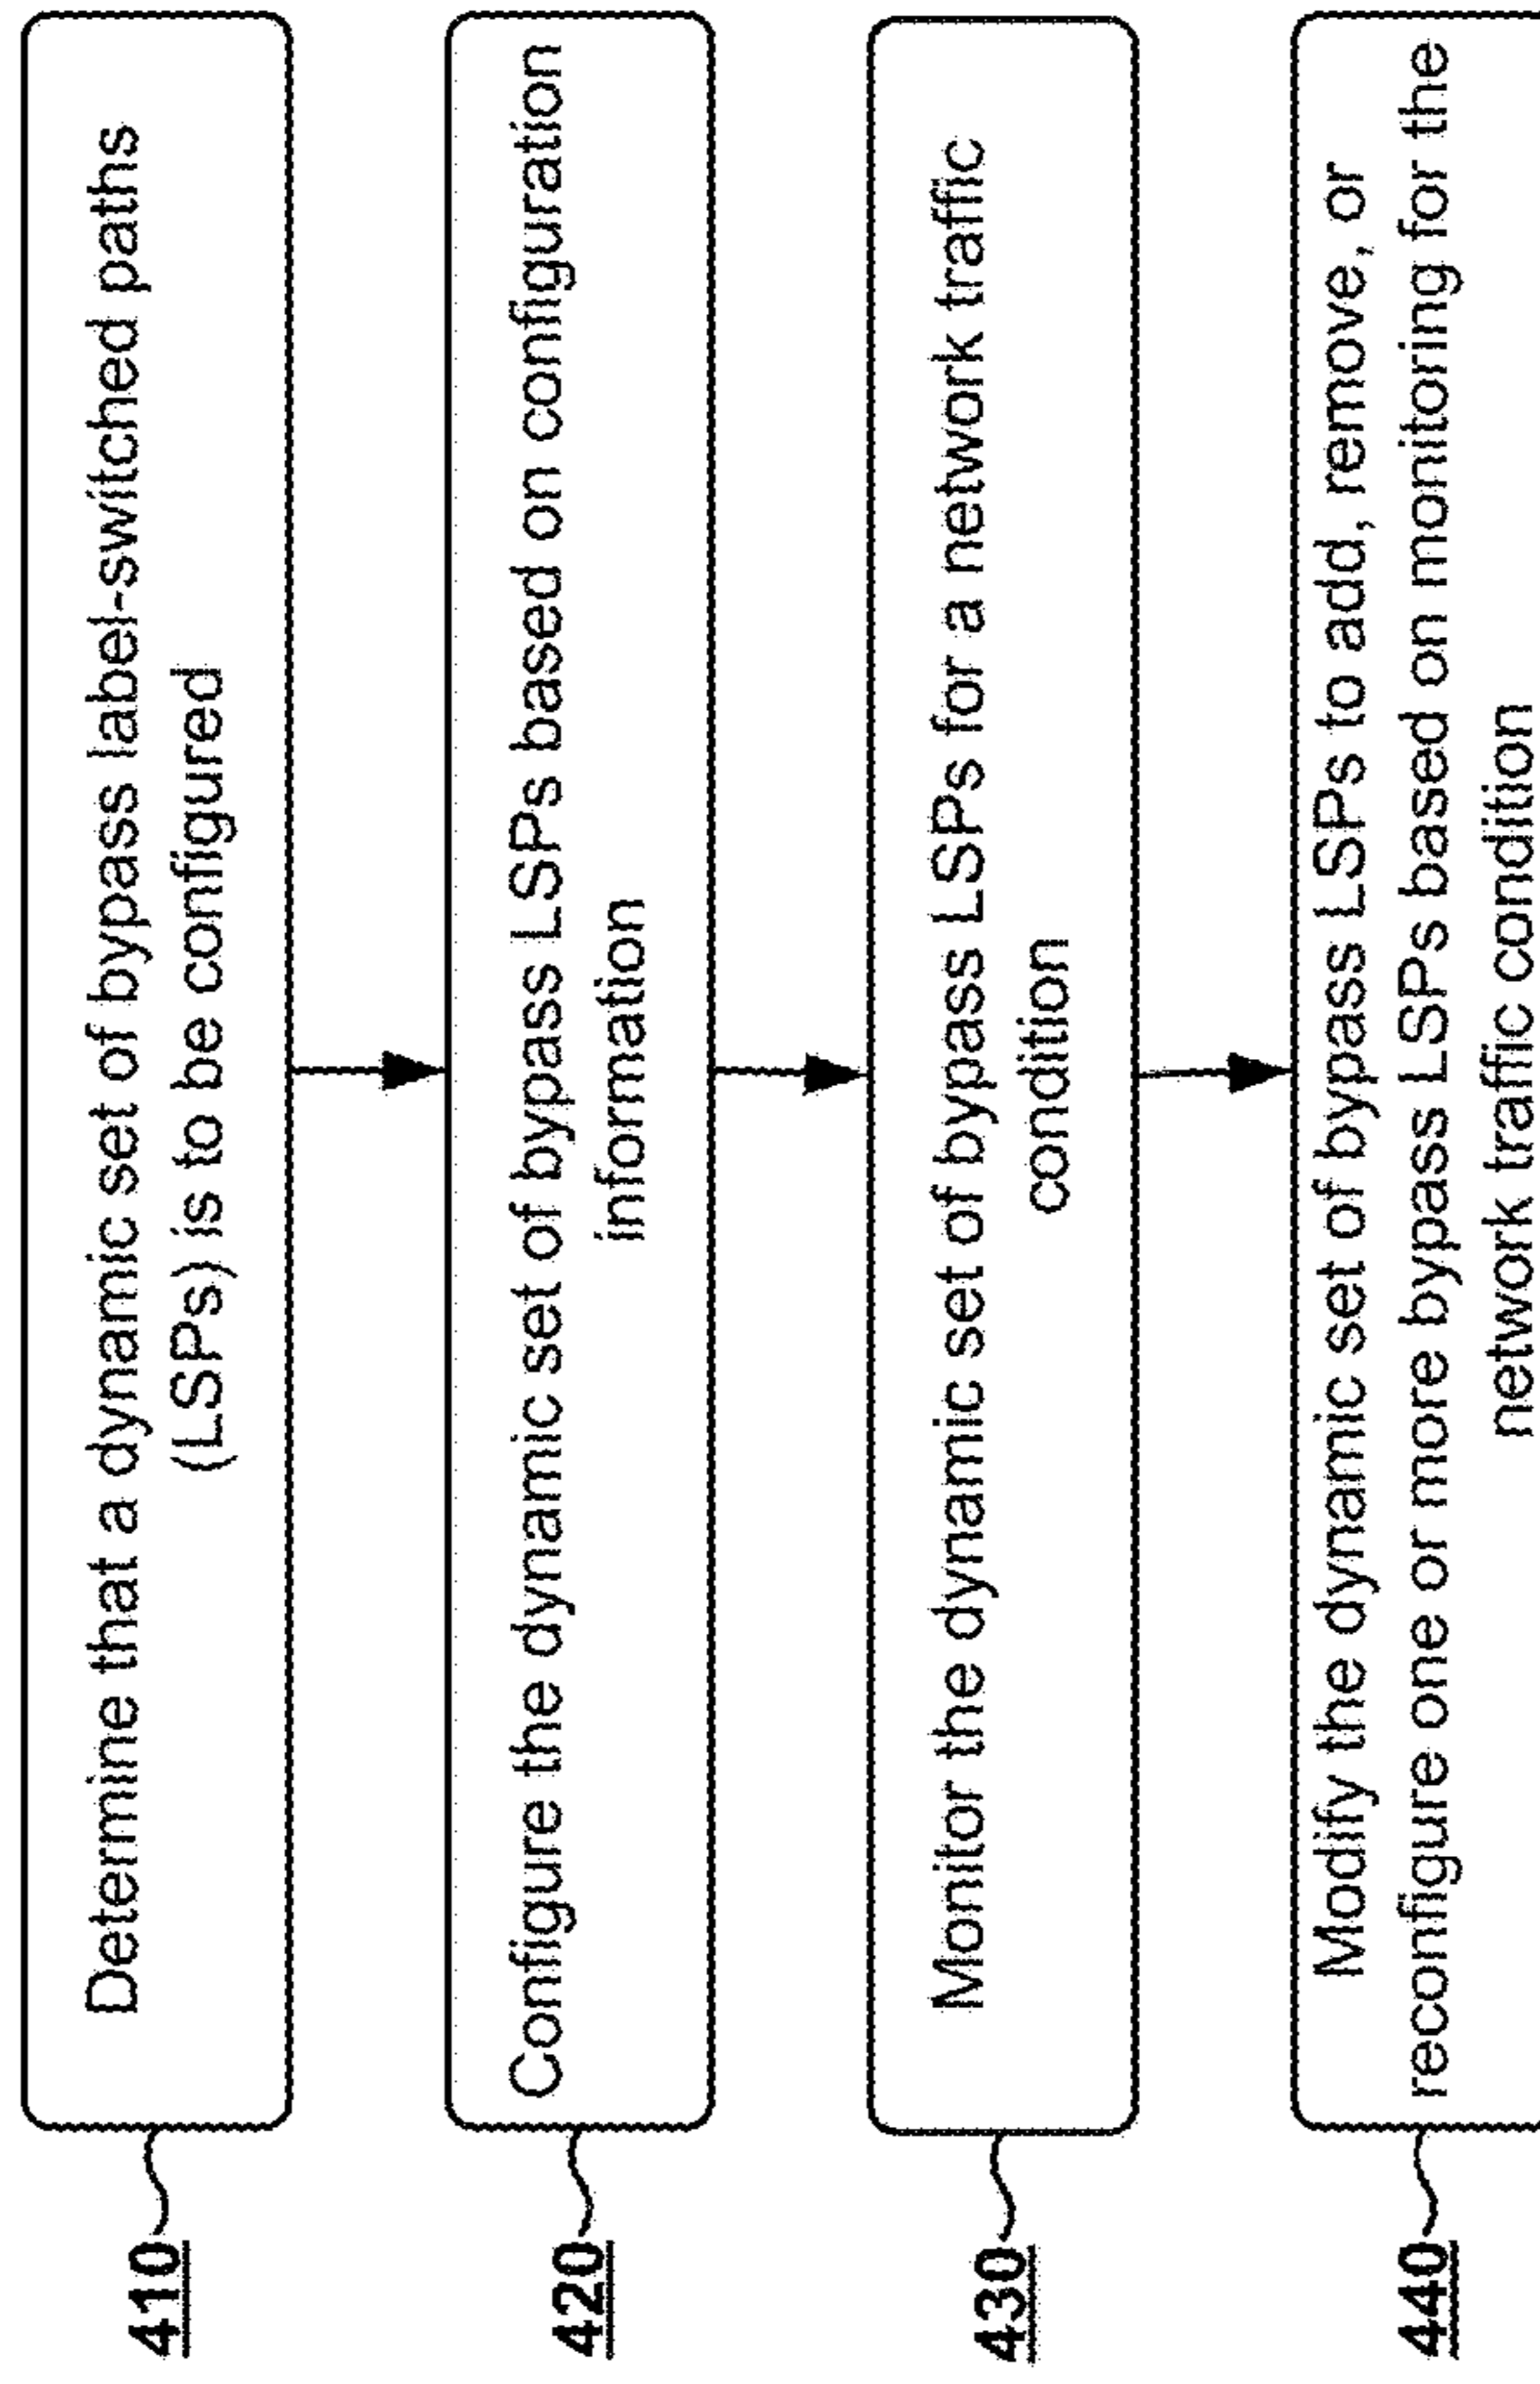 410
Determine that a dynamic set of bypass label-switched paths
(LSPs) is to be configured
420
Configure the dynamic set of bypass LSPs based on configuration
information
430
Monitor the dynamic set of bypass LSPs for a network traffic
condition
440
Modify the dynamic set of bypass LSPs to add, remove, or
reconfigure one or more bypass LSPs based on monitoring for the
network traffic condition